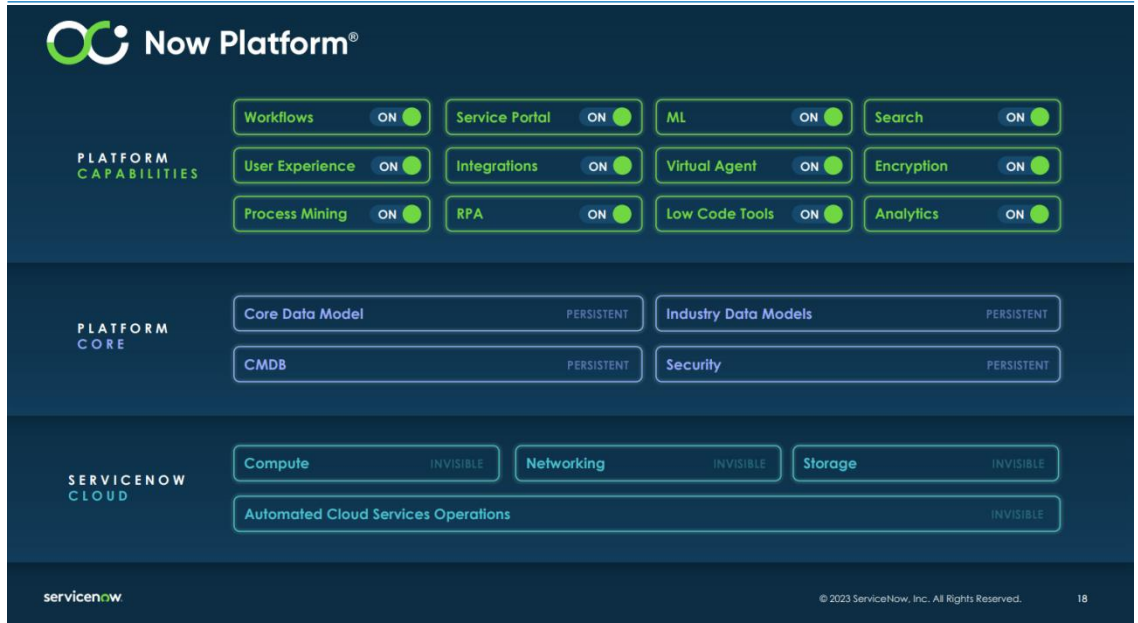 Now Platform®
Workflows ON Service Portal ON ML ON Search ON
PLATFORM
CAPABILITIES
User Experience ON Integrations ON Virtual Agent ON Encryption ON
Process Mining ON RPA ON Low Code Tools ON Analytics ON
Core Data Model PERSISTENT Industry Data Models PERSISTENT
PLATFORM
CORE
CMDB PERSISTENT Security PERSISTENT
Compute INVISIBLE Networking INVISIBLE Storage INVISIBLE
SERVICENOW
CLOUD
Automated Cloud Services Operations INVISIBLE
servicenow. © 2023 ServiceNow, Inc. All Rights Reserved. 18